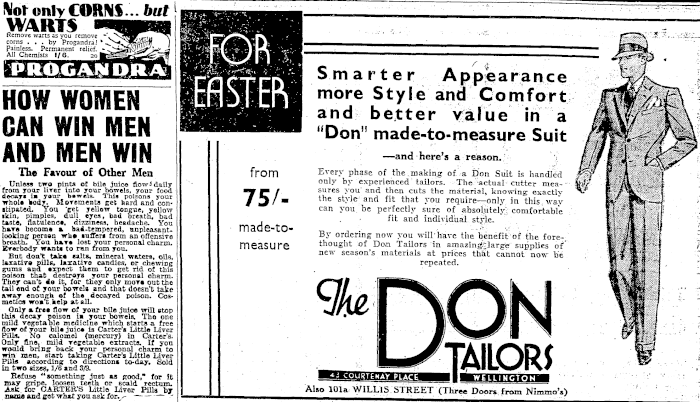 Not only CORNS... but
WARTS
Remove warts as you remove
corns . . . by Progandra!
Painless. Permanent relief.
All Chemists 1/6. 20
PROGANDRA
HOW WOMEN
CAN WIN MEN
AND MEN WIN
The Favour of Other Men
Unless two pints of bile juice flow daily
from your liver into your bowels, your food
decays in your bowels. This poisons your
whole body. Movements get hard and con-
stipated. You get yellow tongue, yellow
skin, pimples, dull eyes, bad breath, bad
taste, flatulence, dizziness, headache. You
have become a bad-tempered, unpleasant-
looking person who suffers from an offensive
breath. You have lost your personal charm.
Everybody wants to run from you.
But don't take salts, mineral waters, oils,
laxative pills, laxative candies, or chewing
gums and expect them to get rid of this
poison that destroys your personal charm.
They can't do it, for they only move out the
tail end of your bowels and that doesn't take
away enough of the decayed poison. Cos-
metics won't help at all.
Only a free flow of your bile juice will stop
this decay poison in your bowels. The one
mild vegetable medicine which starts a free
flow of your bile juice is Carter's Little Liver
Pills. No calomel (mercury) in Carter's.
Only fine, mild vegetable extracts. If you
would bring back your personal charm to
win men, start taking Carter's Little Liver
Pills according to directions to-day. Sold
in two sizes, 1/6 and 3/9.
Refuse "something just as good," for it
may gripe, loosen teeth or scald rectum.
Ask for CARTER'S Little Liver Pills by
name and get what you ask for.
FOR
EASTER
from
75/-
made-to-
measure
Smarter Appearance
more Style and Comfort
and better value in a
"Don" made-to-measure Suit
—and here's a reason.
Every phase of the making of a Don Suit is handled
only by experienced tailors. The actual cutter mea-
sures you and then cuts the material, knowing exactly
the style and fit that you require—only in this way
can you be perfectly sure of absolutely comfortable
fit and individual style.
By ordering now you will have the benefit of the fore-
thought of Don Tailors in amazing large supplies of
new season's materials at prices that cannot now be
repeated.
The DON
TAILORS
43 COURTENAY PLACE WELLINGTON
Also 101a WILLIS STREET (Three Doors from Nimmo's)